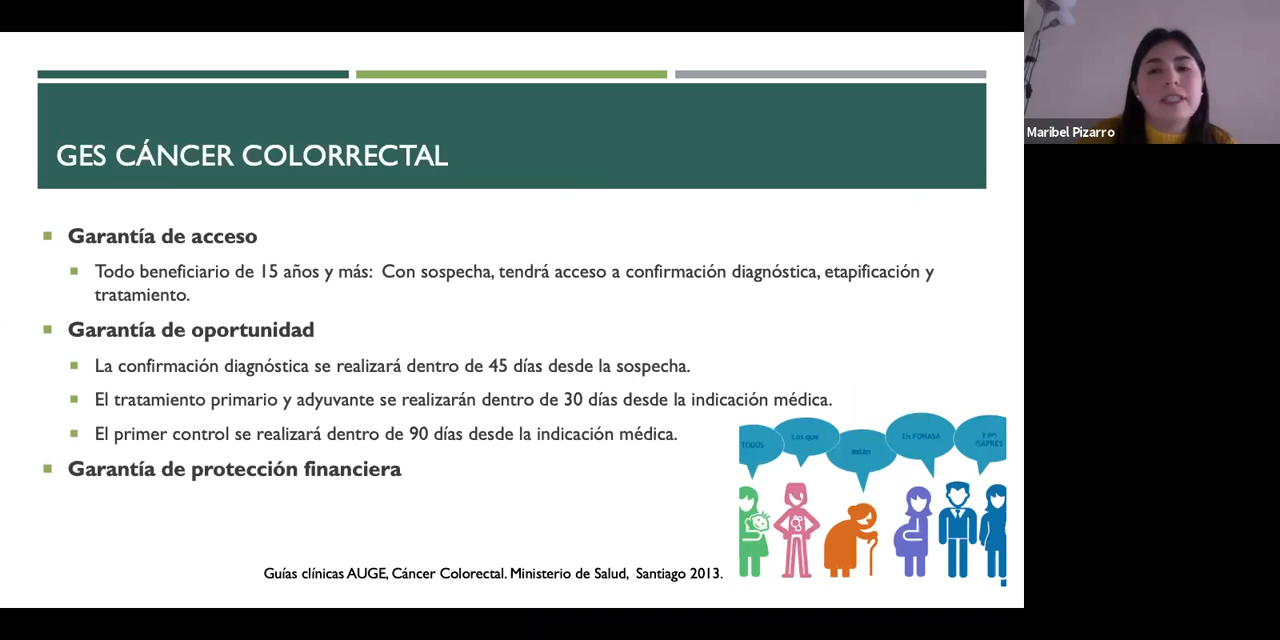 GES CÁNCER COLORRECTAL
Garantía de acceso
Todo beneficiario de 15 años y más:  Con sospecha, tendrá acceso a confirmación diagnóstica, etapificación y
tratamiento.
Garantía de oportunidad
La confirmación diagnóstica se realizará dentro de 45 días desde la sospecha.
El tratamiento primario y adyuvante se realizarán dentro de 30 días desde la indicación médica.
El primer control se realizará dentro de 90 días desde la indicación médica.
Garantía de protección financiera
TODOS
Los que
están
EN FONASA
y en
ISAPRES
Guías clínicas AUGE, Cáncer Colorectal. Ministerio de Salud,  Santiago 2013.
Maribel Pizarro